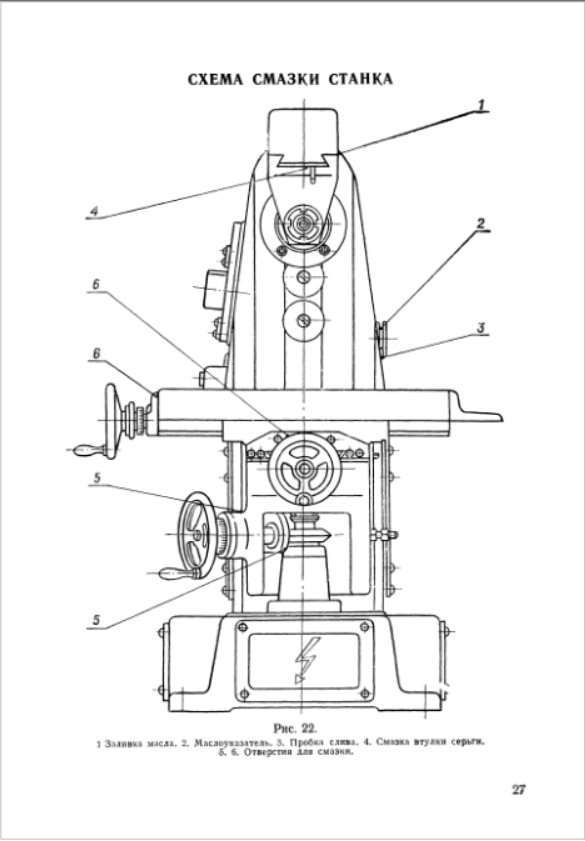 СХЕМА СМАЗКИ СТАНКА
1
4
2
6
3
6
5
5
Рис. 22.
1 Заливка масла. 2. Маслоуказатель. 3. Пробка слива. 4. Смазка втулки серьги.
5, 6. Отверстия для смазки.
27